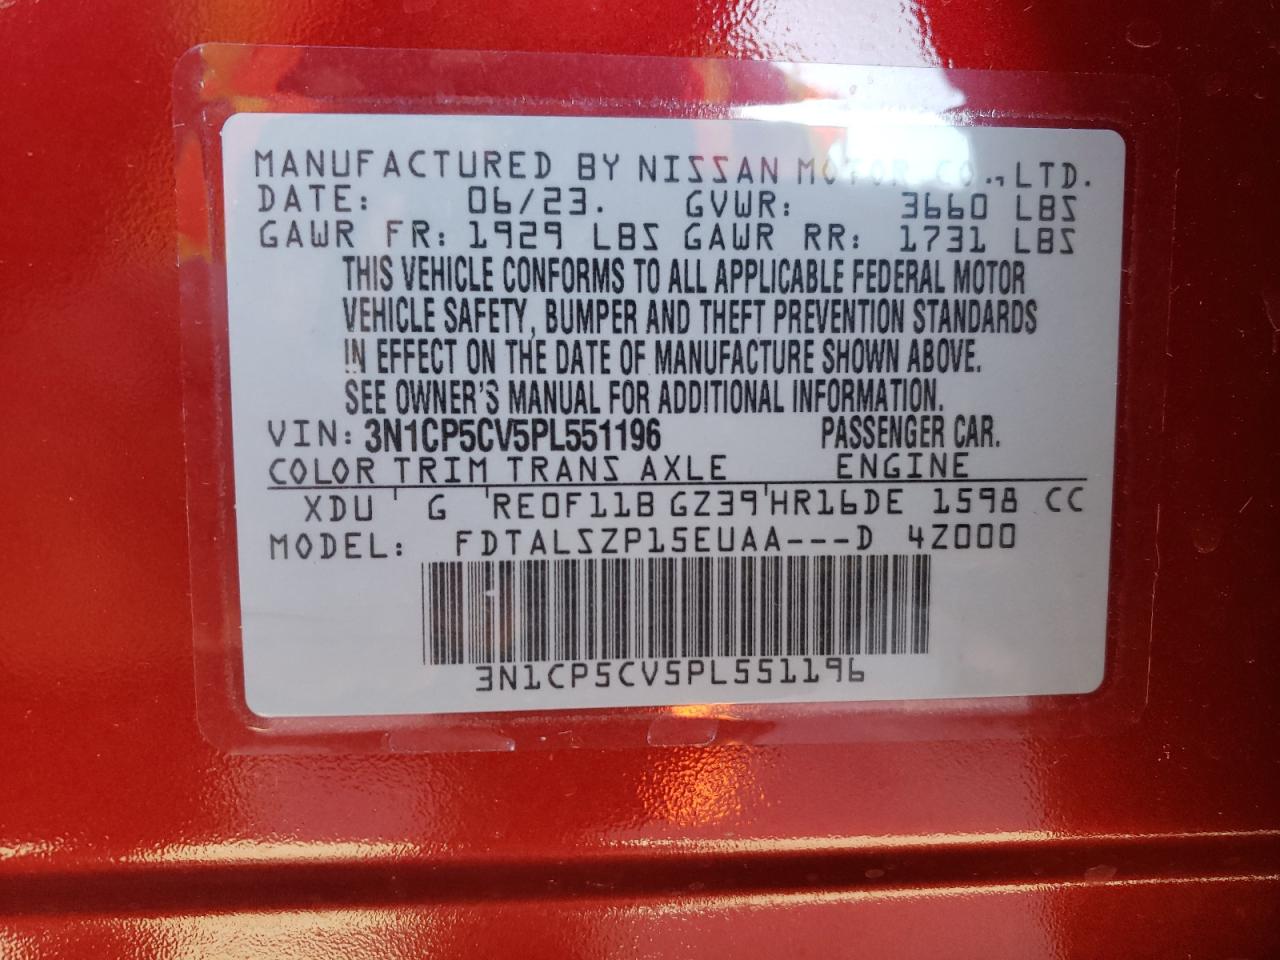 MANUFACTURED BY NISSAN MOTOR CO., LTD.
DATE: 06/23. GVWR: 3660 LBS
GAWR FR: 1929 LBS GAWR RR: 1731 LBS
THIS VEHICLE CONFORMS TO ALL APPLICABLE FEDERAL MOTOR
VEHICLE SAFETY, BUMPER AND THEFT PREVENTION STANDARDS
IN EFFECT ON THE DATE OF MANUFACTURE SHOWN ABOVE.
SEE OWNER'S MANUAL FOR ADDITIONAL INFORMATION.
VIN: 3N1CP5CV5PL551196 PASSENGER CAR.
COLOR TRIM TRANS AXLE ENGINE
XDU ' G 'RE0F11B GZ39'HR16DE 1598 CC
MODEL: FDTALSZP15EUAA---D 4Z000
3N1CP5CV5PL551196